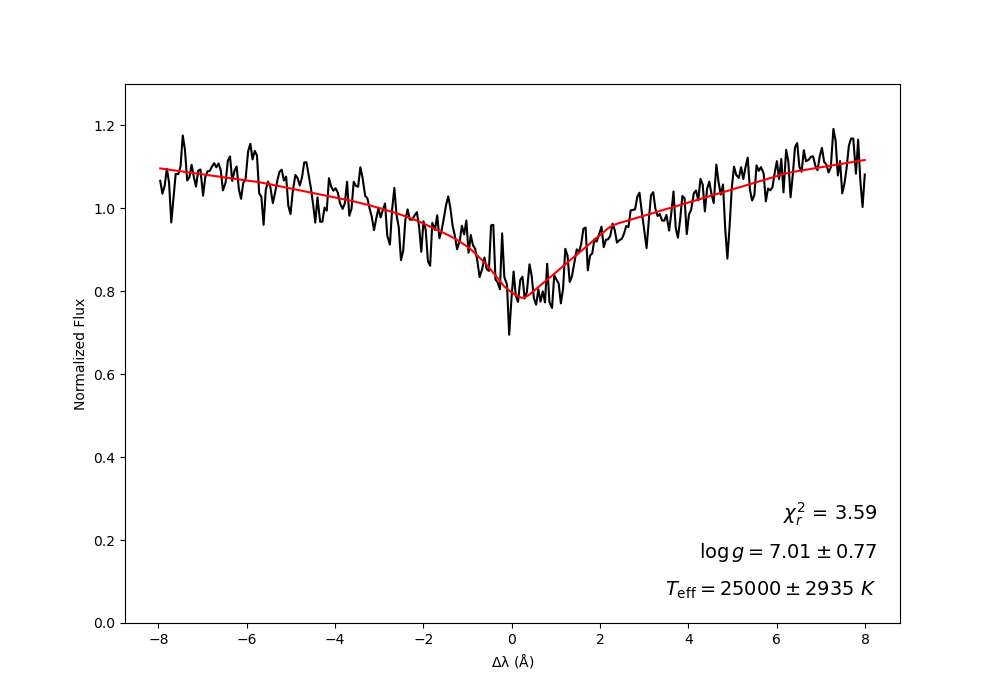 1.2
1.0
0.8
0.6
0.4
0.2
0.0
Normalized Flux
χ²ᵣ = 3.59
log g = 7.01 ± 0.77
T_eff = 25000 ± 2935 K
−8 −6 −4 −2 0 2 4 6 8
Δλ (Å)